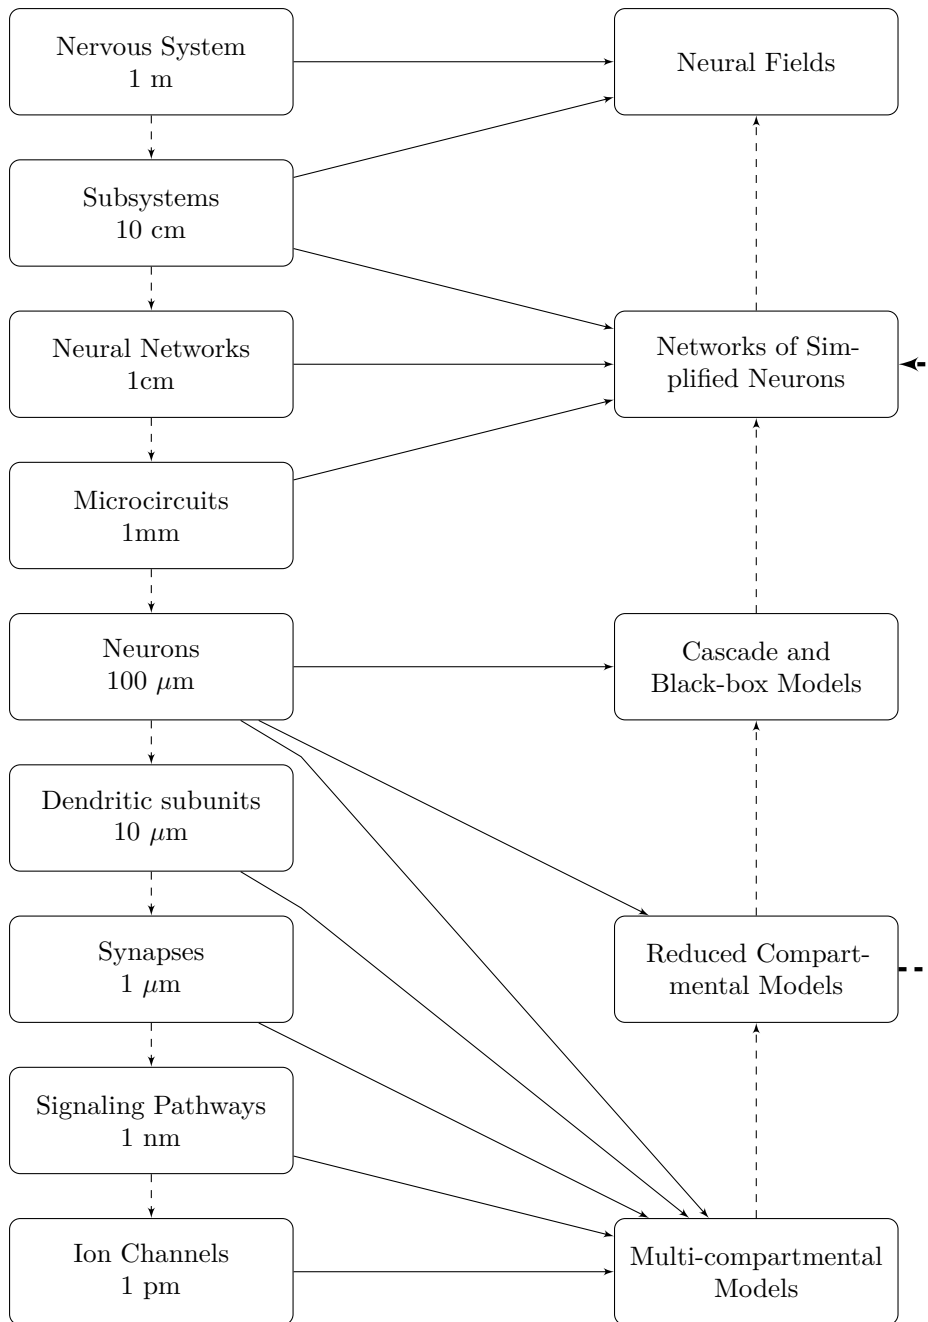 Nervous System
1 m
Neural Fields
Subsystems
10 cm
Neural Networks
1cm
Networks of Sim-
plified Neurons
Microcircuits
1mm
Neurons
100 μm
Cascade and
Black-box Models
Dendritic subunits
10 μm
Synapses
1 μm
Reduced Compart-
mental Models
Signaling Pathways
1 nm
Ion Channels
1 pm
Multi-compartmental
Models